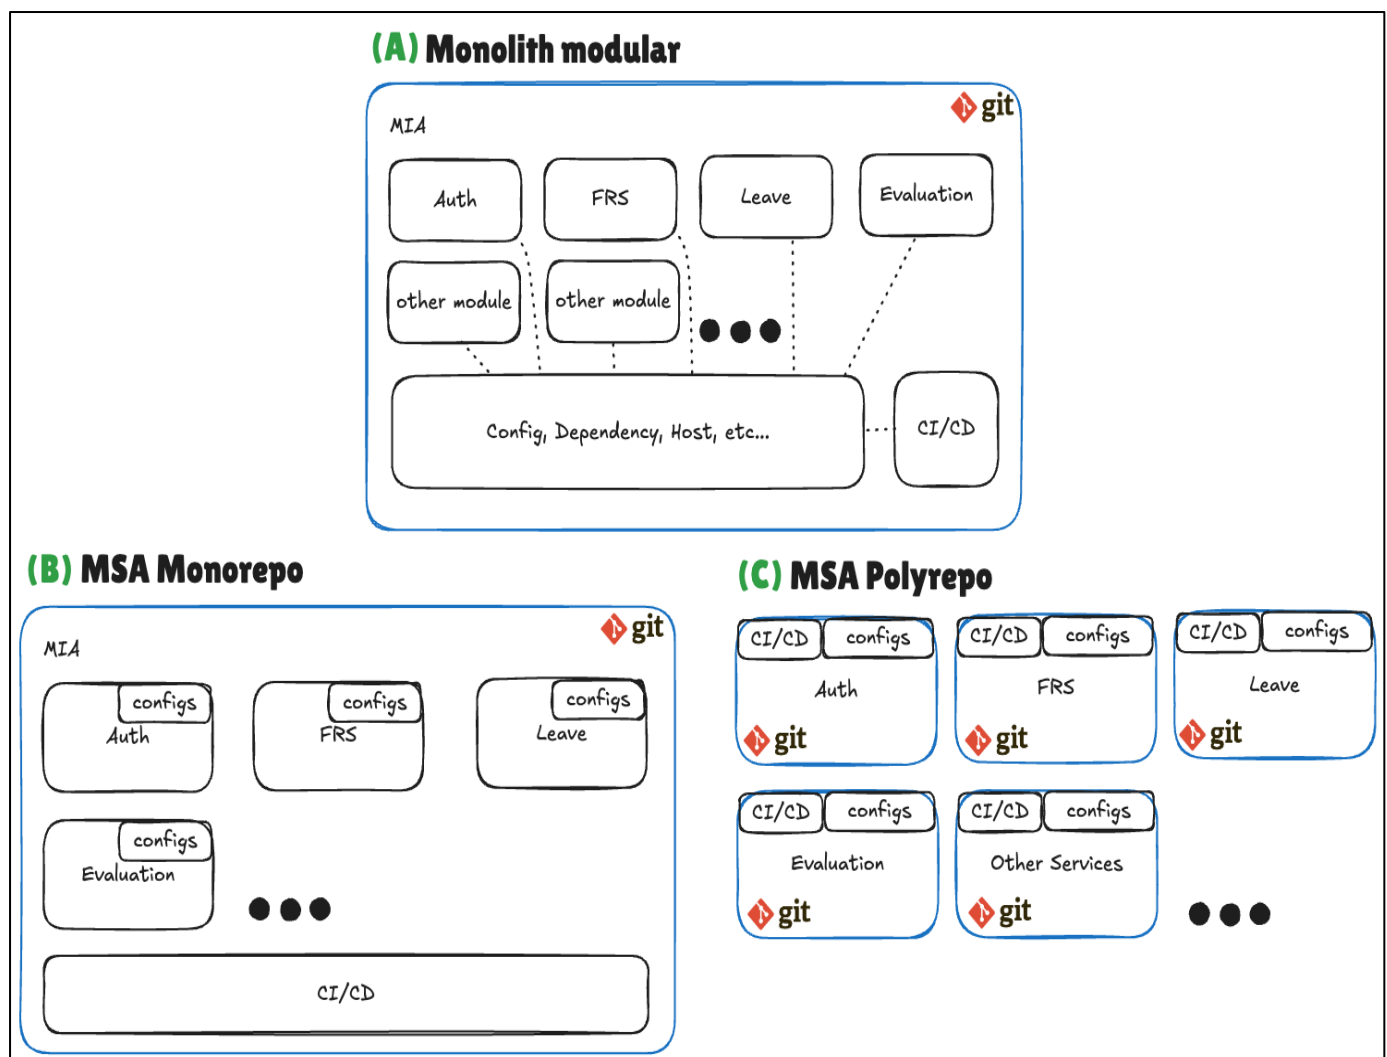 (A) Monolith modular
git
MIA
Auth
FRS
Leave
Evaluation
other module
other module
Config, Dependency, Host, etc...
CI/CD
(B) MSA Monorepo
git
MIA
configs
Auth
configs
FRS
configs
Leave
configs
Evaluation
CI/CD
(C) MSA Polyrepo
CI/CD configs
Auth
git
CI/CD configs
FRS
git
CI/CD configs
Leave
git
CI/CD configs
Evaluation
git
CI/CD configs
Other Services
git